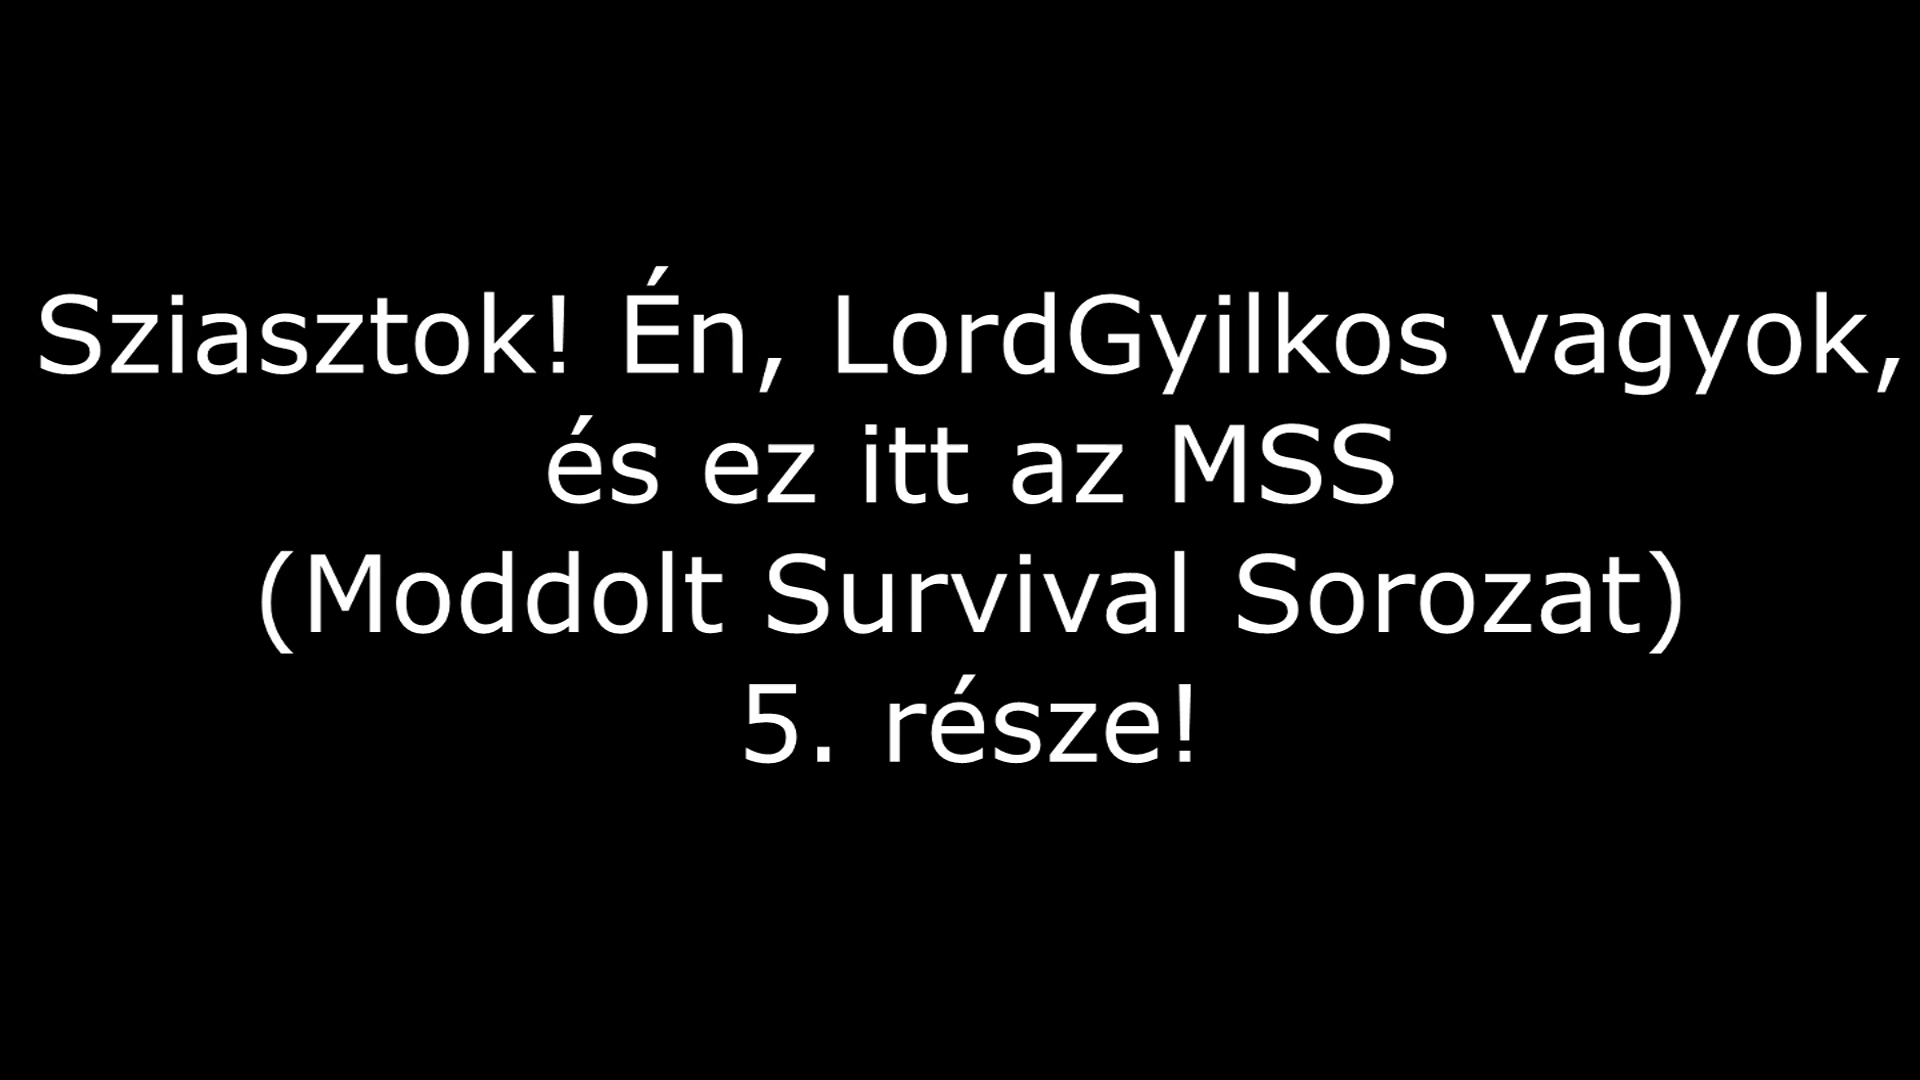 Sziasztok! Én, LordGyilkos vagyok,
és ez itt az MSS
(Moddolt Survival Sorozat)
5. része!